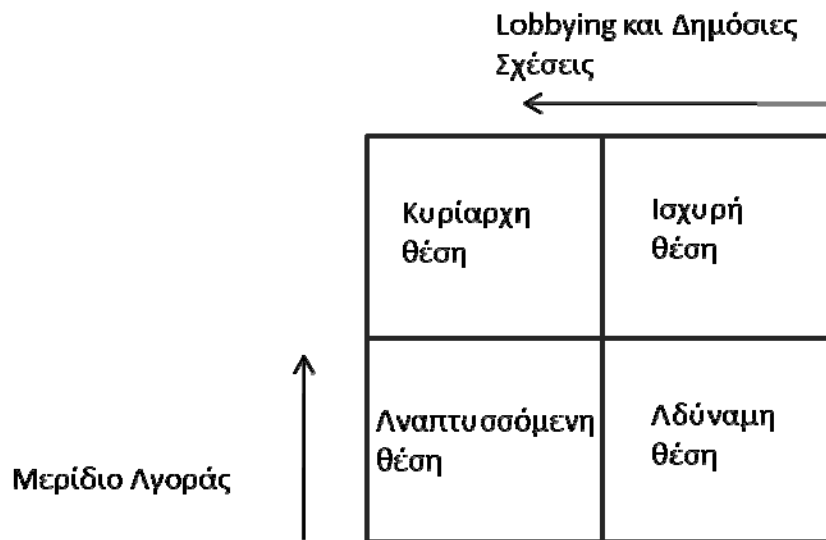 Lobbying και Δημόσιες
Σχέσεις
Κυρίαρχη
θέση
Ισχυρή
θέση
Αναπτυσσόμενη
θέση
Αδύναμη
θέση
Μερίδιο Αγοράς